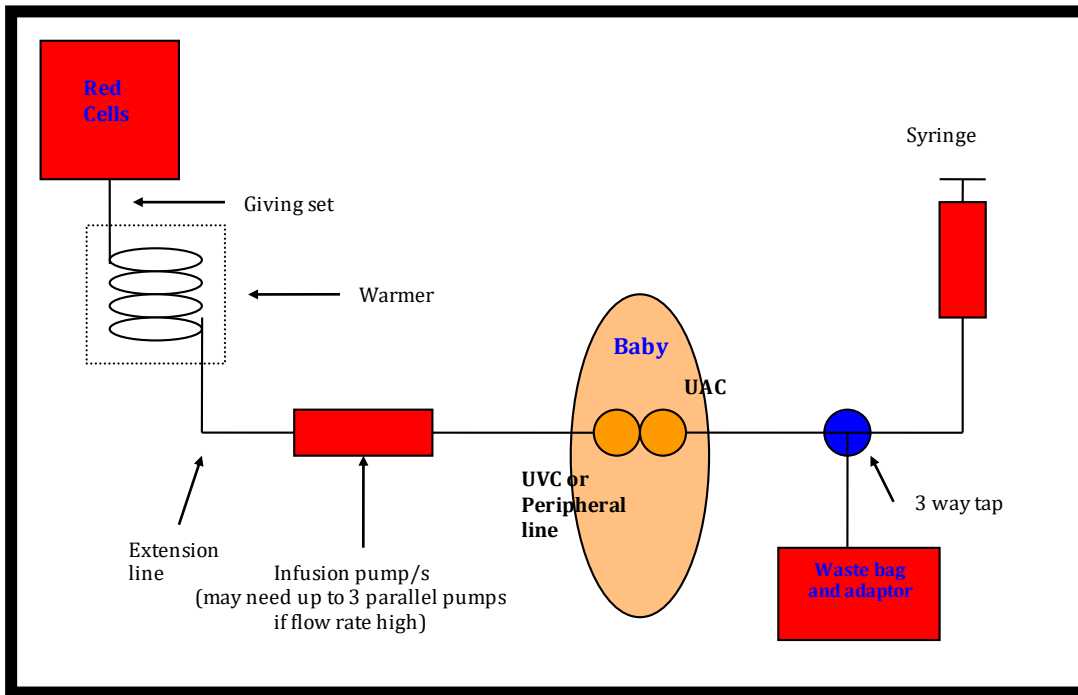 Red
Cells
Syringe
Giving set
Warmer
Baby
UAC
UVC or
Peripheral
line
3 way tap
Extension
line
Infusion pump/s
(may need up to 3 parallel pumps
if flow rate high)
Waste bag
and adaptor